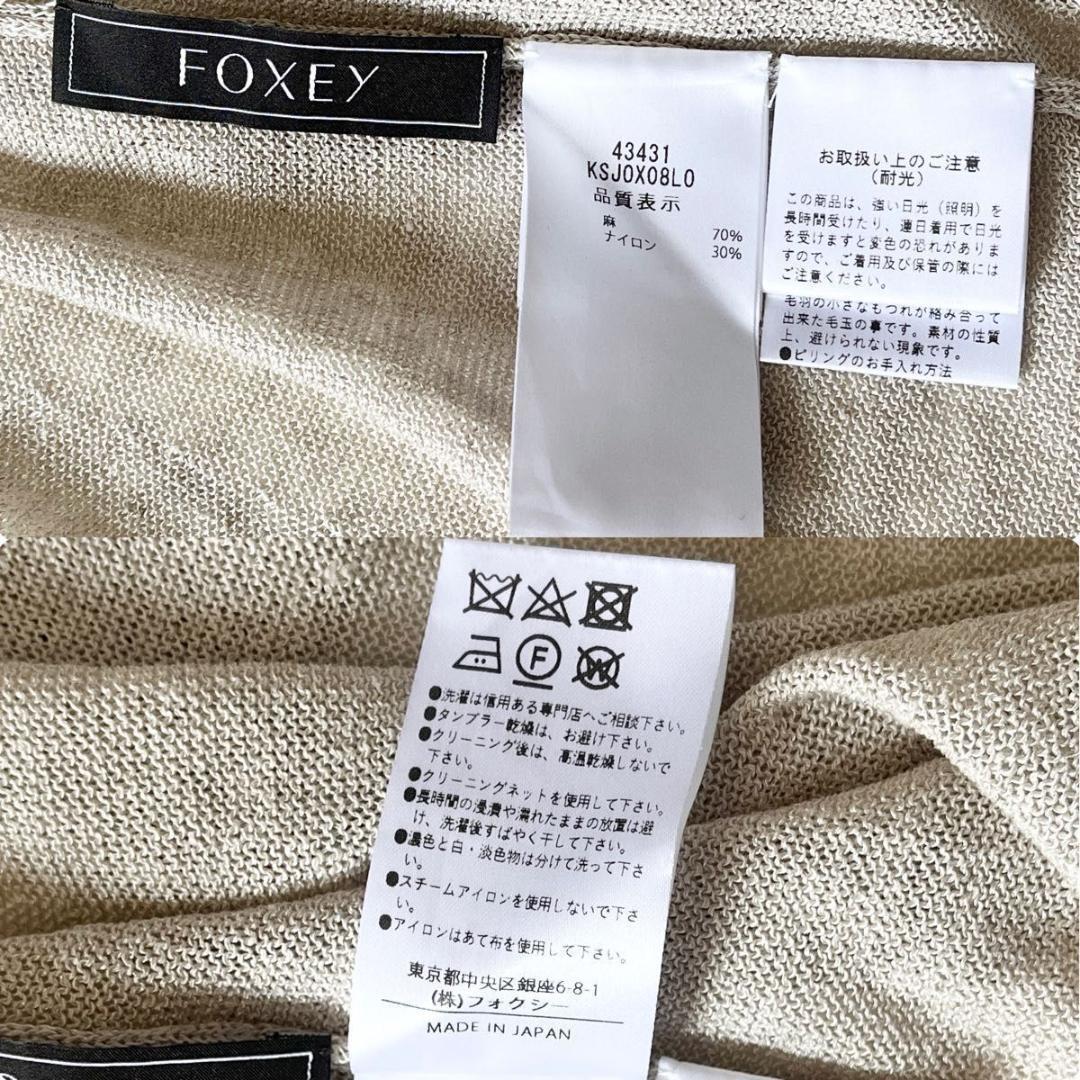 FOXEY
43431
KSJ0X08L0
品質表示
麻 70%
ナイロン 30%
お取扱い上のご注意
(耐光)
この商品は、強い日光（照明）を
長時間受けたり、連日着用で日光
を受けますと変色の恐れがありま
すので、ご着用及び保管の際には
ご注意ください。
毛羽の小さなもつれが絡み合って
出来た毛玉の事です。素材の性質
上、避けられない現象です。
●ピリングのお手入れ方法
F
W
●洗濯は信用ある専門店へご相談下さい。
●タンブラー乾燥は、お避け下さい。
●クリーニング後は、高温乾燥しないで
下さい。
●クリーニングネットを使用して下さい。
●長時間の浸漬や濡れたままの放置は避
け、洗濯後すばやく干して下さい。
●濃色と白・淡色物は分けて洗って下さ
い。
●スチームアイロンを使用しないで下さ
い。
●アイロンはあて布を使用して下さい。
東京都中央区銀座6-8-1
(株)フォクシー
MADE IN JAPAN